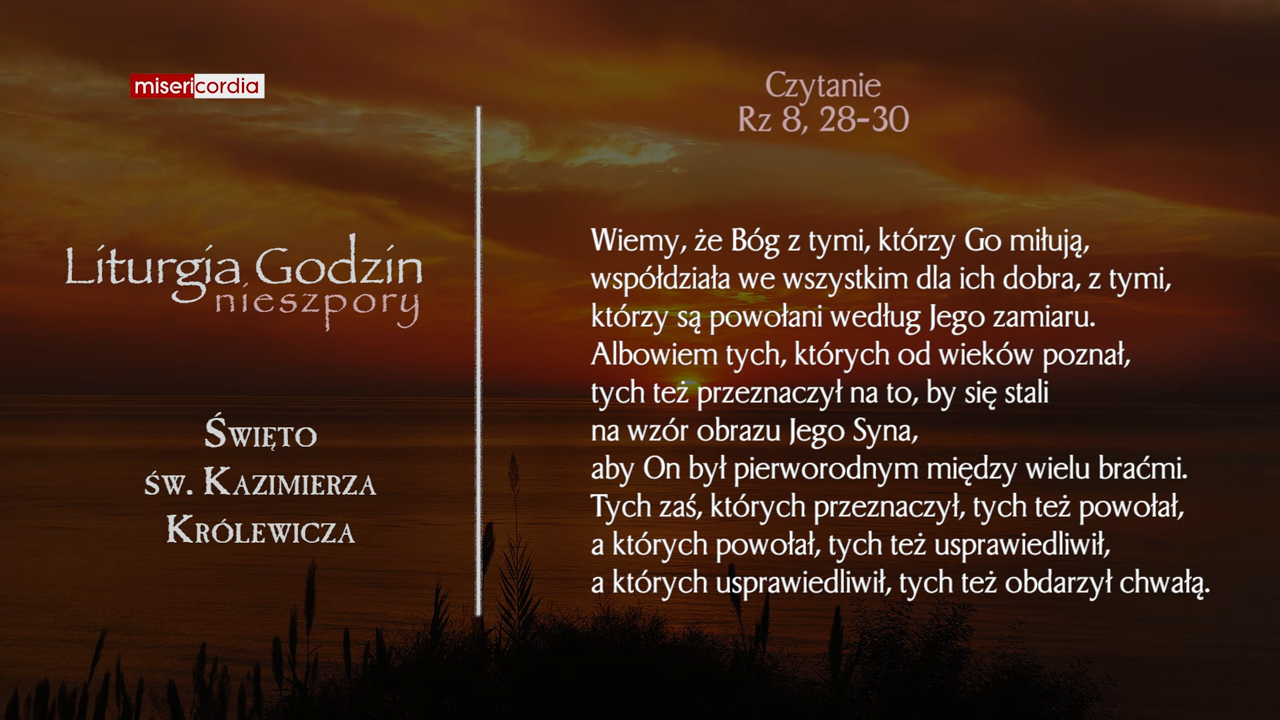 misericordia
Liturgia Godzin
nieszpory
Święto
św. Kazimierza
Królewicza
Czytanie
Rz 8, 28-30
Wiemy, że Bóg z tymi, którzy Go miłują,
współdziała we wszystkim dla ich dobra, z tymi,
którzy są powołani według Jego zamiaru.
Albowiem tych, których od wieków poznał,
tych też przeznaczył na to, by się stali
na wzór obrazu Jego Syna,
aby On był pierworodnym między wielu braćmi.
Tych zaś, których przeznaczył, tych też powołał,
a których powołał, tych też usprawiedliwił,
a których usprawiedliwił, tych też obdarzył chwałą.